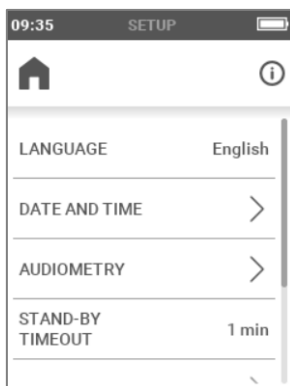 09:35 SETUP
LANGUAGE English
DATE AND TIME
AUDIOMETRY
STAND-BY
TIMEOUT 1 min